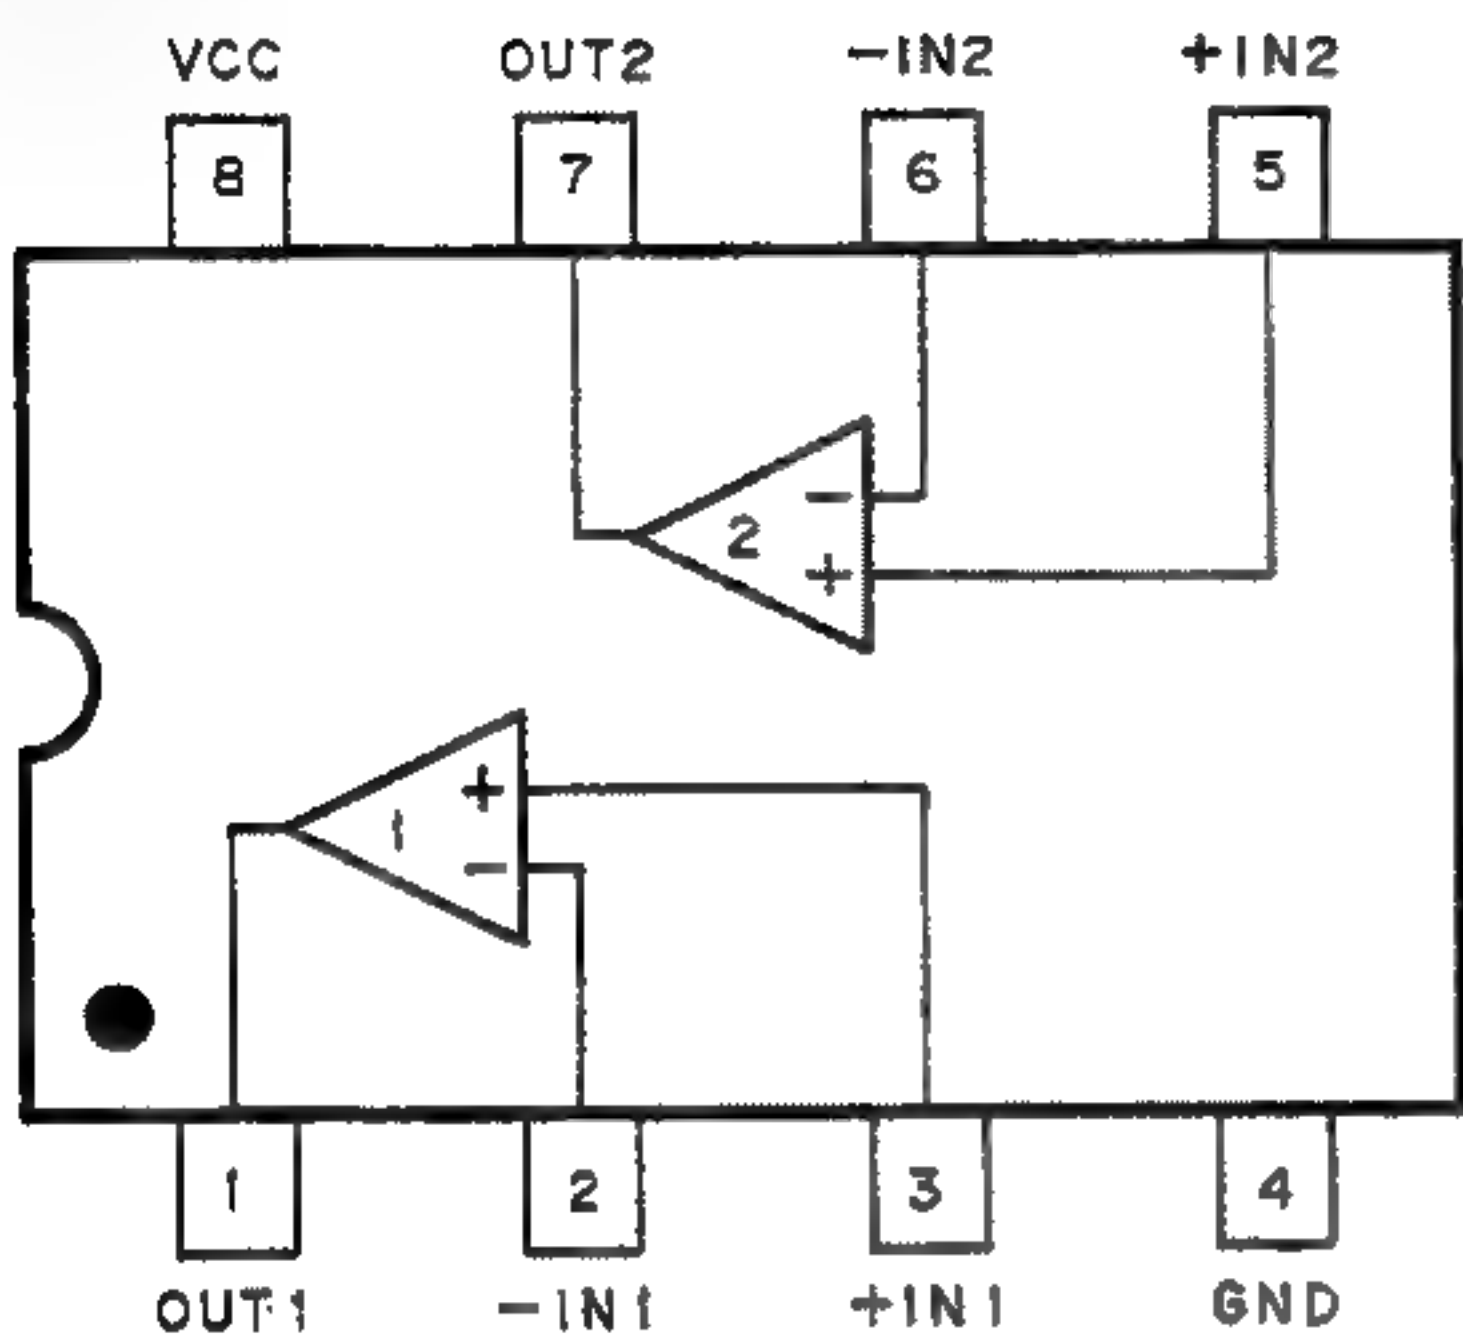 VCC OUT2 -IN2 +IN2
8 7 6 5
-
2
+
+
1
-
1 2 3 4
OUT1 -IN1 +IN1 GND